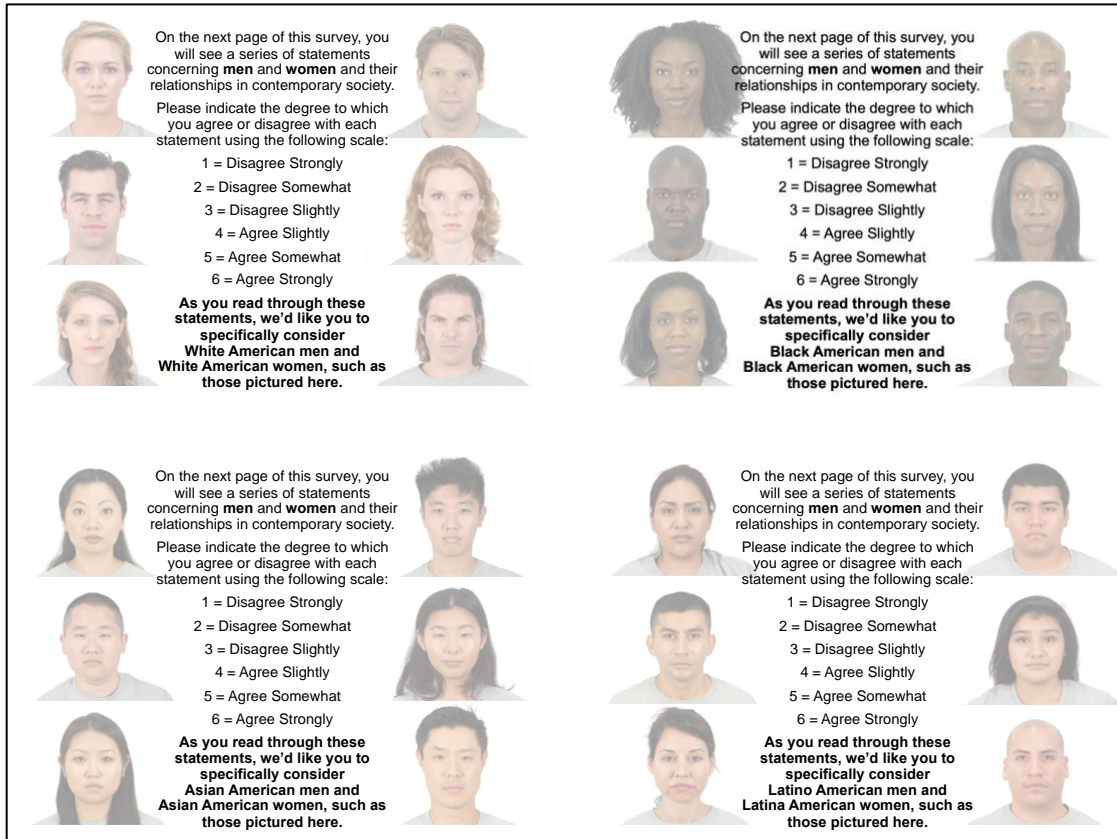 On the next page of this survey, you
will see a series of statements
concerning men and women and their
relationships in contemporary society.
Please indicate the degree to which
you agree or disagree with each
statement using the following scale:
1 = Disagree Strongly
2 = Disagree Somewhat
3 = Disagree Slightly
4 = Agree Slightly
5 = Agree Somewhat
6 = Agree Strongly
As you read through these
statements, we’d like you to
specifically consider
White American men and
White American women, such as
those pictured here.
On the next page of this survey, you
will see a series of statements
concerning men and women and their
relationships in contemporary society.
Please indicate the degree to which
you agree or disagree with each
statement using the following scale:
1 = Disagree Strongly
2 = Disagree Somewhat
3 = Disagree Slightly
4 = Agree Slightly
5 = Agree Somewhat
6 = Agree Strongly
As you read through these
statements, we’d like you to
specifically consider
Black American men and
Black American women, such as
those pictured here.
On the next page of this survey, you
will see a series of statements
concerning men and women and their
relationships in contemporary society.
Please indicate the degree to which
you agree or disagree with each
statement using the following scale:
1 = Disagree Strongly
2 = Disagree Somewhat
3 = Disagree Slightly
4 = Agree Slightly
5 = Agree Somewhat
6 = Agree Strongly
As you read through these
statements, we’d like you to
specifically consider
Asian American men and
Asian American women, such as
those pictured here.
On the next page of this survey, you
will see a series of statements
concerning men and women and their
relationships in contemporary society.
Please indicate the degree to which
you agree or disagree with each
statement using the following scale:
1 = Disagree Strongly
2 = Disagree Somewhat
3 = Disagree Slightly
4 = Agree Slightly
5 = Agree Somewhat
6 = Agree Strongly
As you read through these
statements, we’d like you to
specifically consider
Latino American men and
Latina American women, such as
those pictured here.